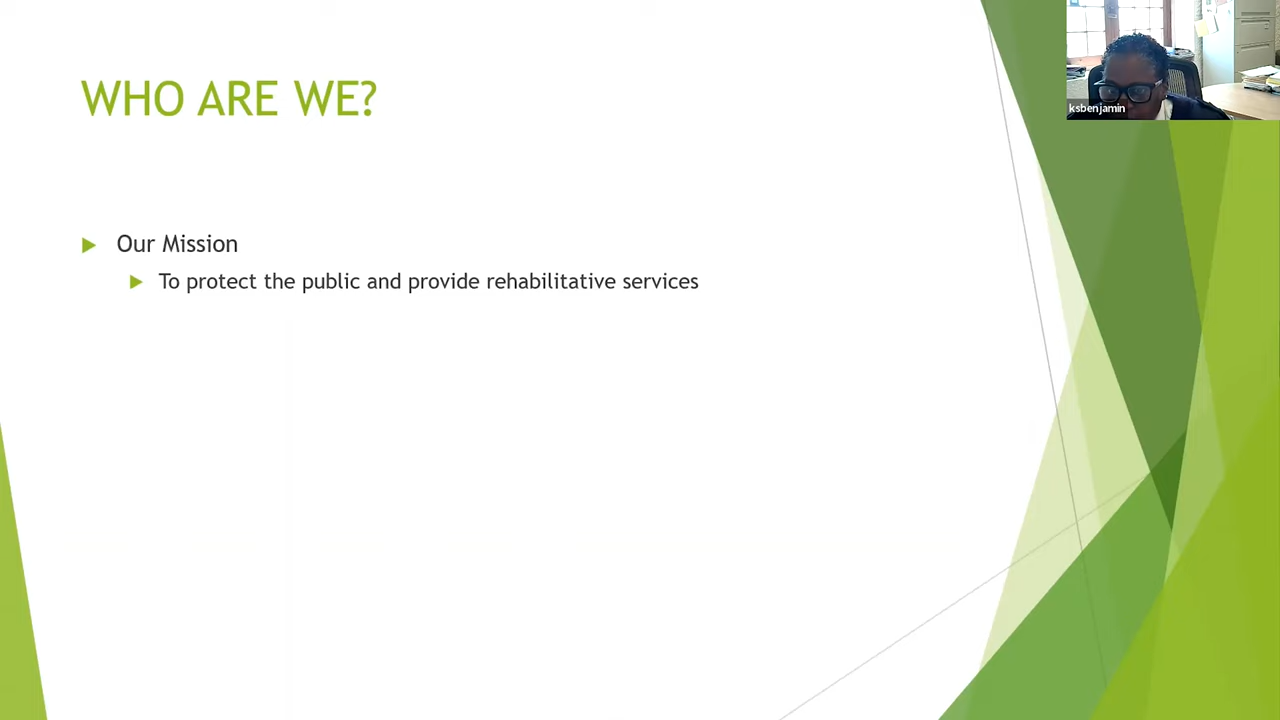 WHO ARE WE?
ksbenjamin
Our Mission
To protect the public and provide rehabilitative services